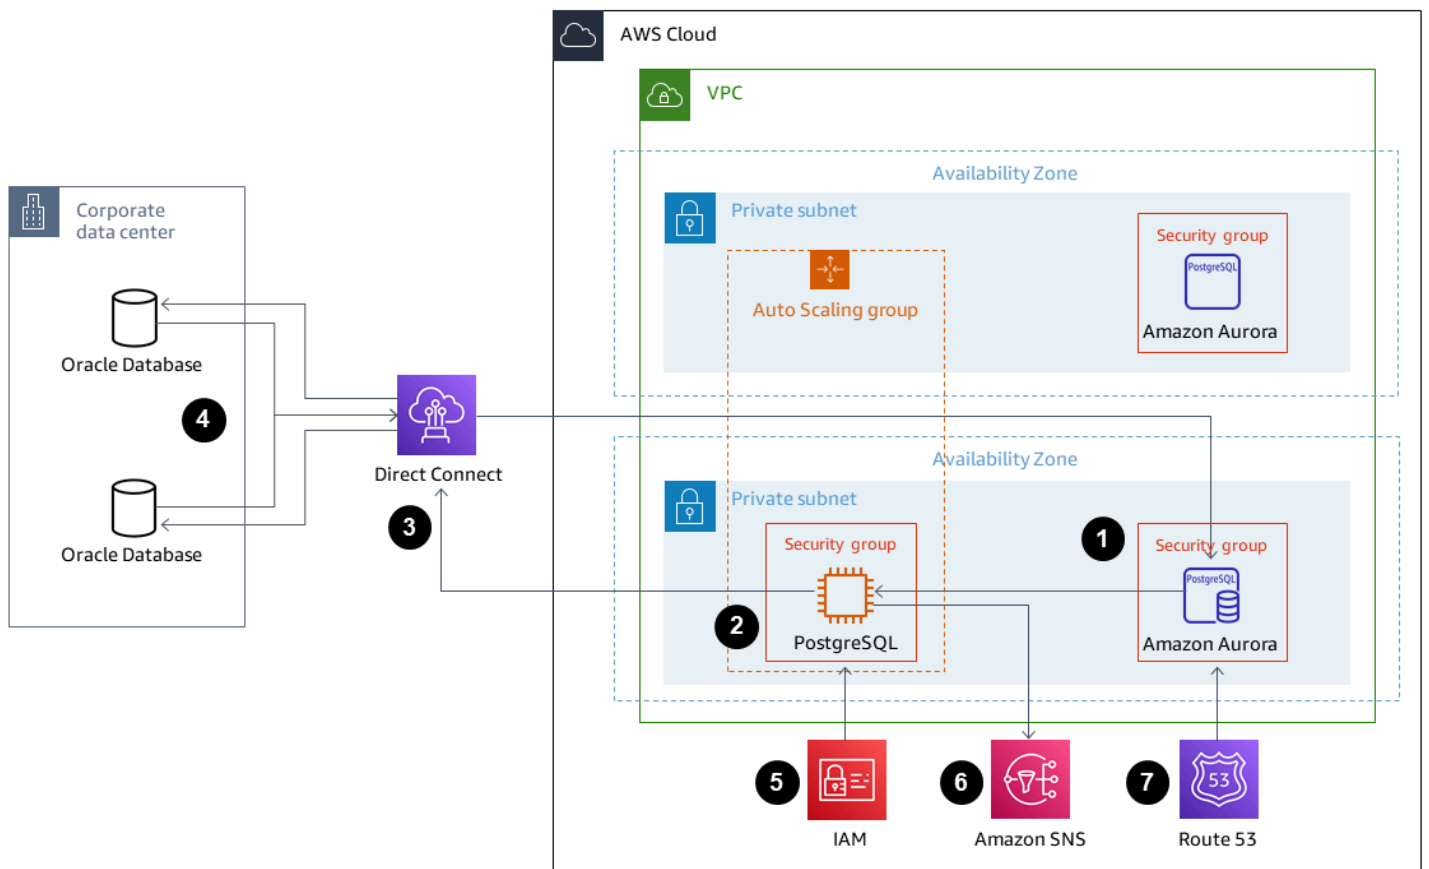 AWS Cloud
VPC
Availability Zone
Private subnet
Security group
PostgreSQL
Amazon Aurora
Auto Scaling group
Corporate
data center
Oracle Database
4
Oracle Database
Direct Connect
3
Availability Zone
Private subnet
Security group
2
PostgreSQL
1
Security group
PostgreSQL
Amazon Aurora
5
IAM
6
Amazon SNS
7
53
Route 53